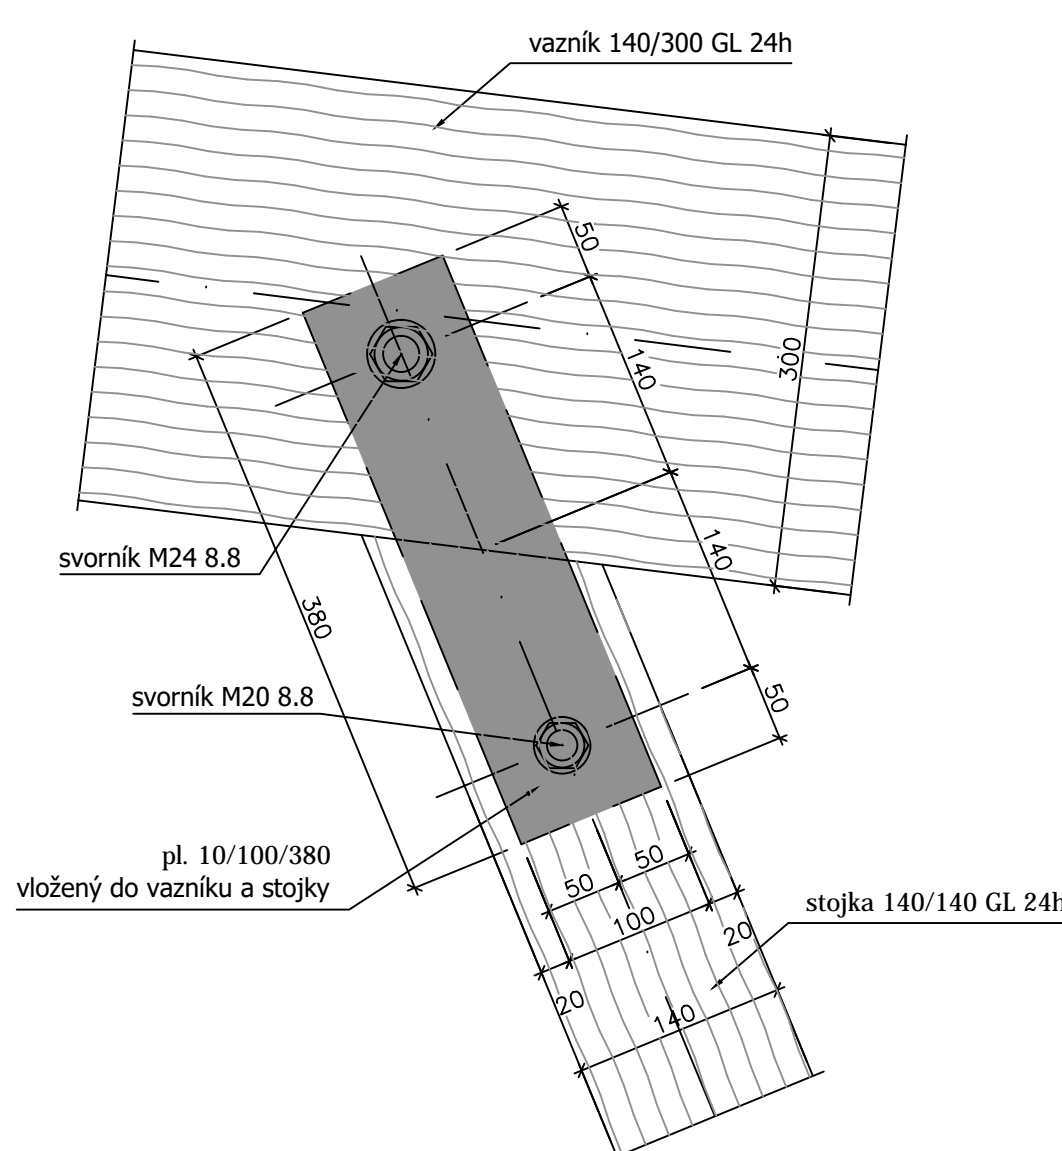 vazník 140/300 GL 24h
50
140
300
140
svorník M24 8.8
380
svorník M20 8.8
50
pl. 10/100/380
vložený do vazníku a stojky
50
50
100
20
stojka 140/140 GL 24h
20
140